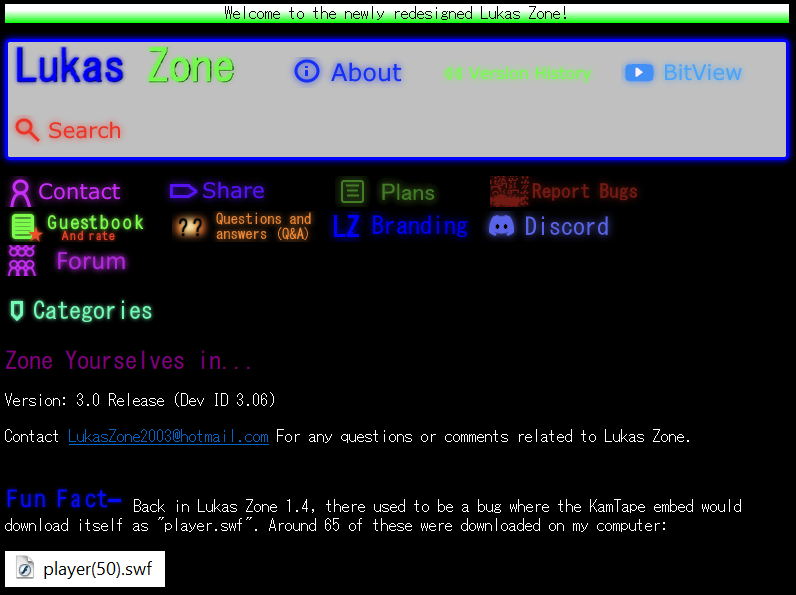 Welcome to the newly redesigned Lukas Zone!
Lukas Zone
About
Version History
BitView
Search
Contact
Share
Plans
Report Bugs
Guestbook
And rate
?? Questions and
answers (Q&A)
LZ Branding
Discord
Forum
Categories
Zone Yourselves in...
Version: 3.0 Release (Dev ID 3.06)
Contact LukasZone2003@hotmail.com For any questions or comments related to Lukas Zone.
Fun Fact— Back in Lukas Zone 1.4, there used to be a bug where the KamTape embed would
download itself as "player.swf". Around 65 of these were downloaded on my computer:
player(50).swf